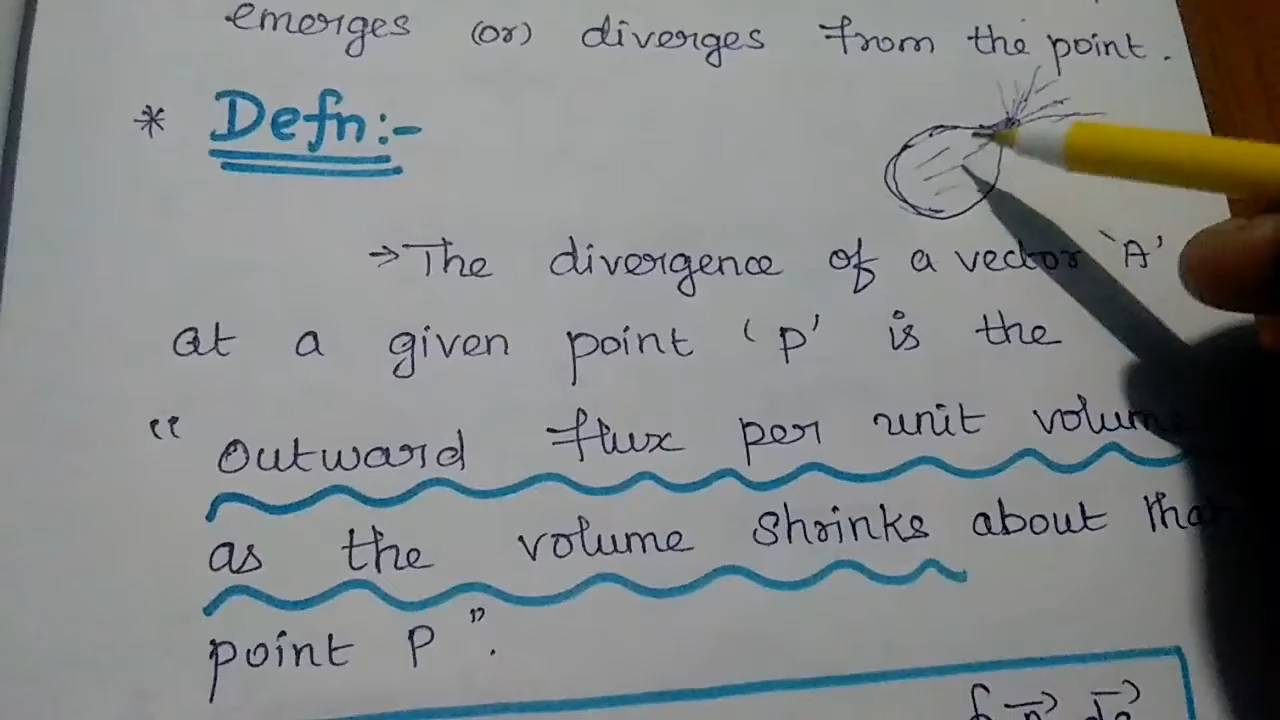 emerges (or) diverges from the point.
* Defn:-
→ The divergence of a vector 'A'
at a given point 'p' is the
"Outward flux per unit volume
as the volume shrinks about
point P".